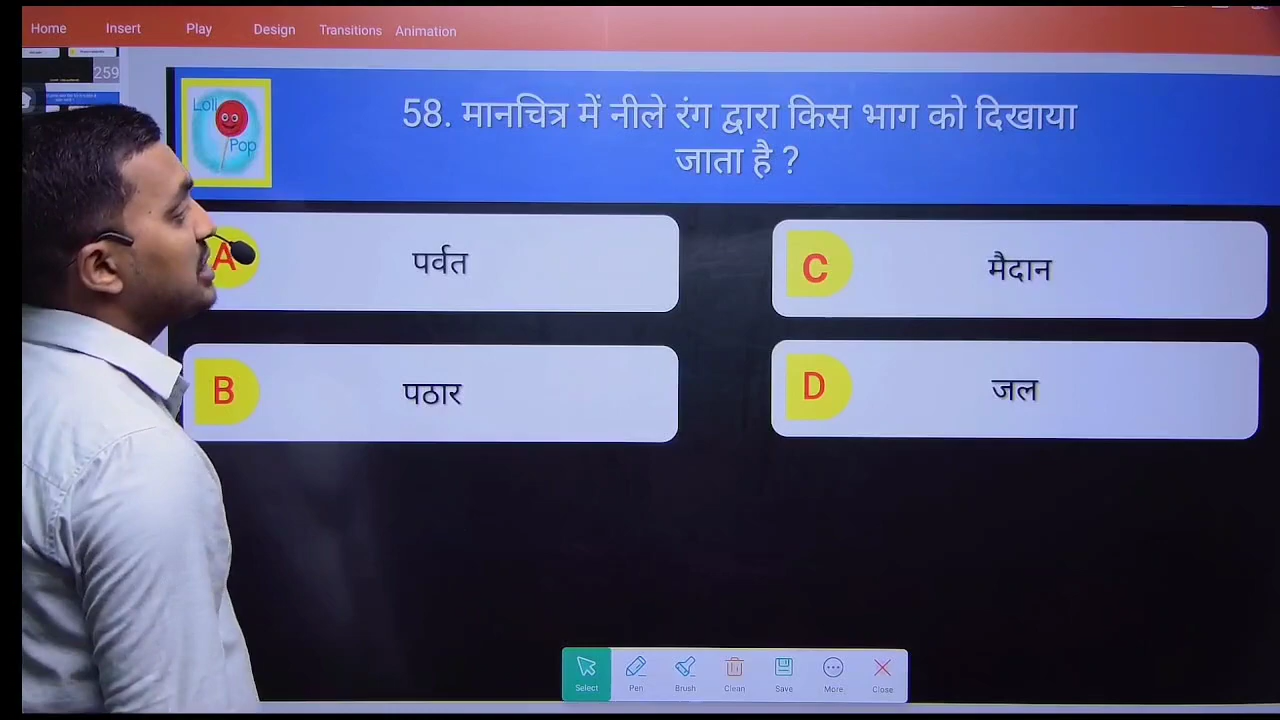 Home Insert Play Design Transitions Animation
259
Lolli
Pop
58. मानचित्र में नीले रंग द्वारा किस भाग को दिखाया
जाता है ?
A पर्वत
C मैदान
B पठार
D जल
Select Pen Brush Clean Save More Close